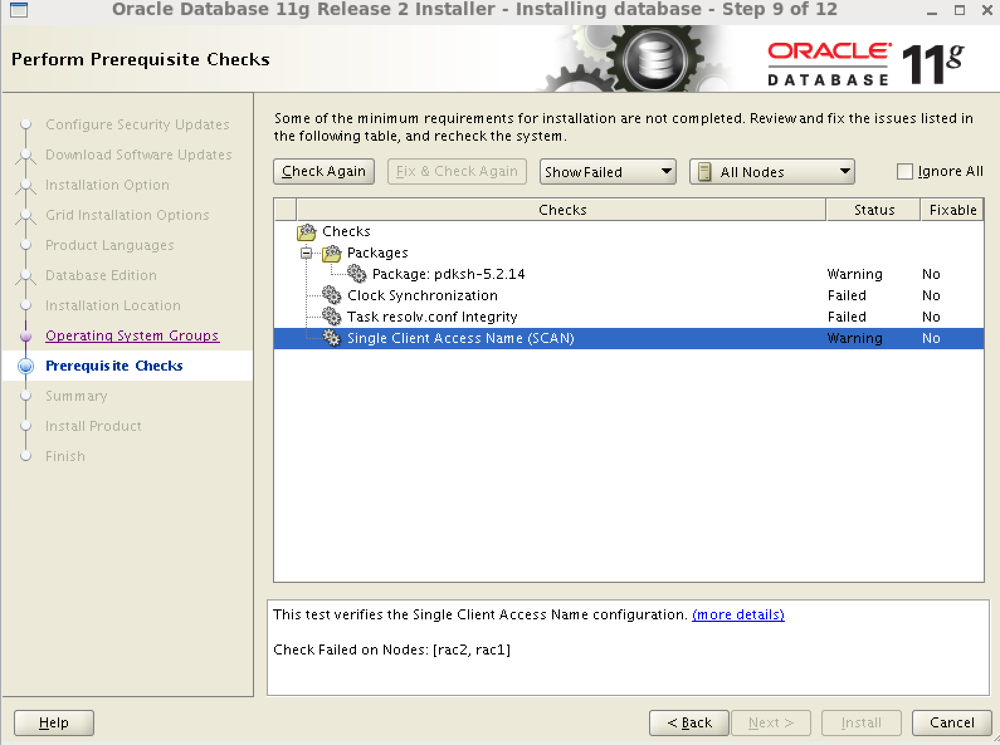 Oracle Database 11g Release 2 Installer - Installing database - Step 9 of 12
Perform Prerequisite Checks
ORACLE
DATABASE
11g
Configure Security Updates
Download Software Updates
Installation Option
Grid Installation Options
Product Languages
Database Edition
Installation Location
Operating System Groups
Prerequisite Checks
Summary
Install Product
Finish
Some of the minimum requirements for installation are not completed. Review and fix the issues listed in
the following table, and recheck the system.
Check Again
Fix & Check Again
Show Failed
All Nodes
Ignore All
Checks Status Fixable
Checks
Packages
Package: pdksh-5.2.14 Warning No
Clock Synchronization Failed No
Task resolv.conf Integrity Failed No
Single Client Access Name (SCAN) Warning No
This test verifies the Single Client Access Name configuration. (more details)
Check Failed on Nodes: [rac2, rac1]
Help
< Back
Next >
Install
Cancel